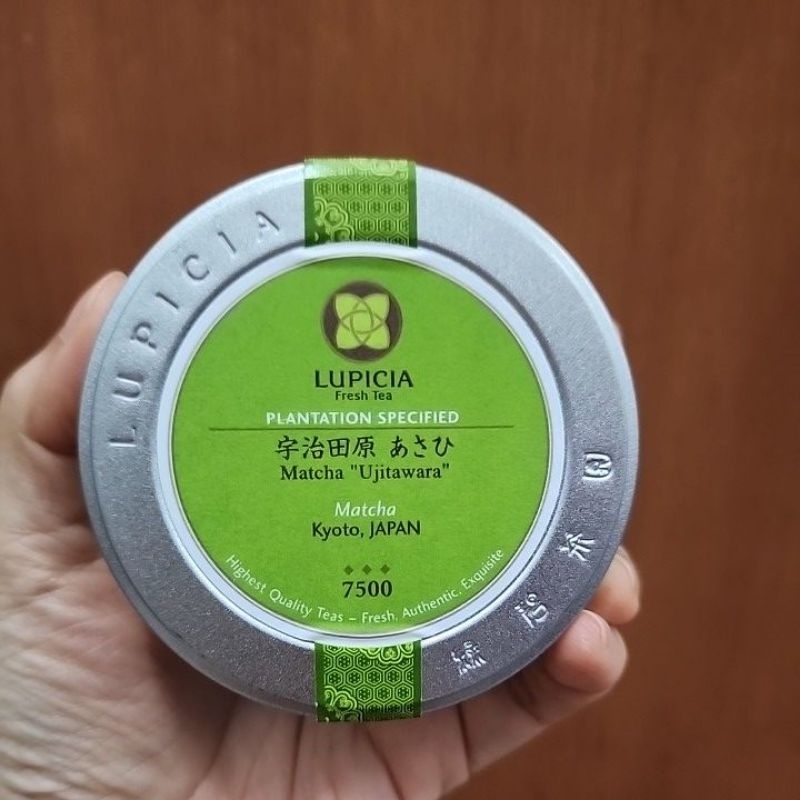 LUPICIA
LUPICIA
Fresh Tea
PLANTATION SPECIFIED
宇治田原 あさひ
Matcha "Ujitawara"
Matcha
Kyoto, JAPAN
7500
Highest Quality Teas – Fresh, Authentic, Exquisite